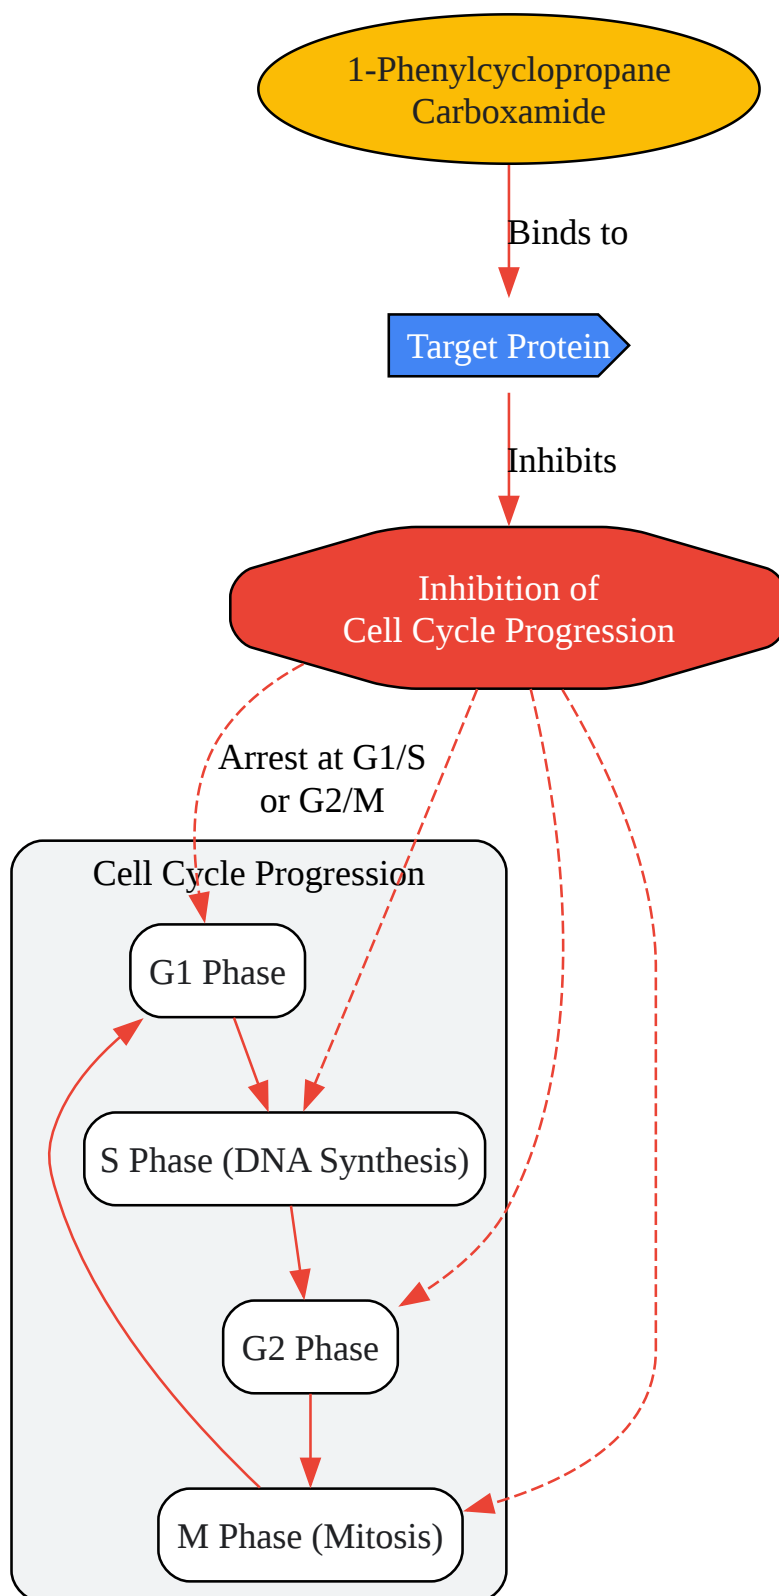 1-Phenylcyclopropane
Carboxamide
Binds to
Target Protein
Inhibits
Inhibition of
Cell Cycle Progression
Arrest at G1/S
or G2/M
Cell Cycle Progression
G1 Phase
S Phase (DNA Synthesis)
G2 Phase
M Phase (Mitosis)